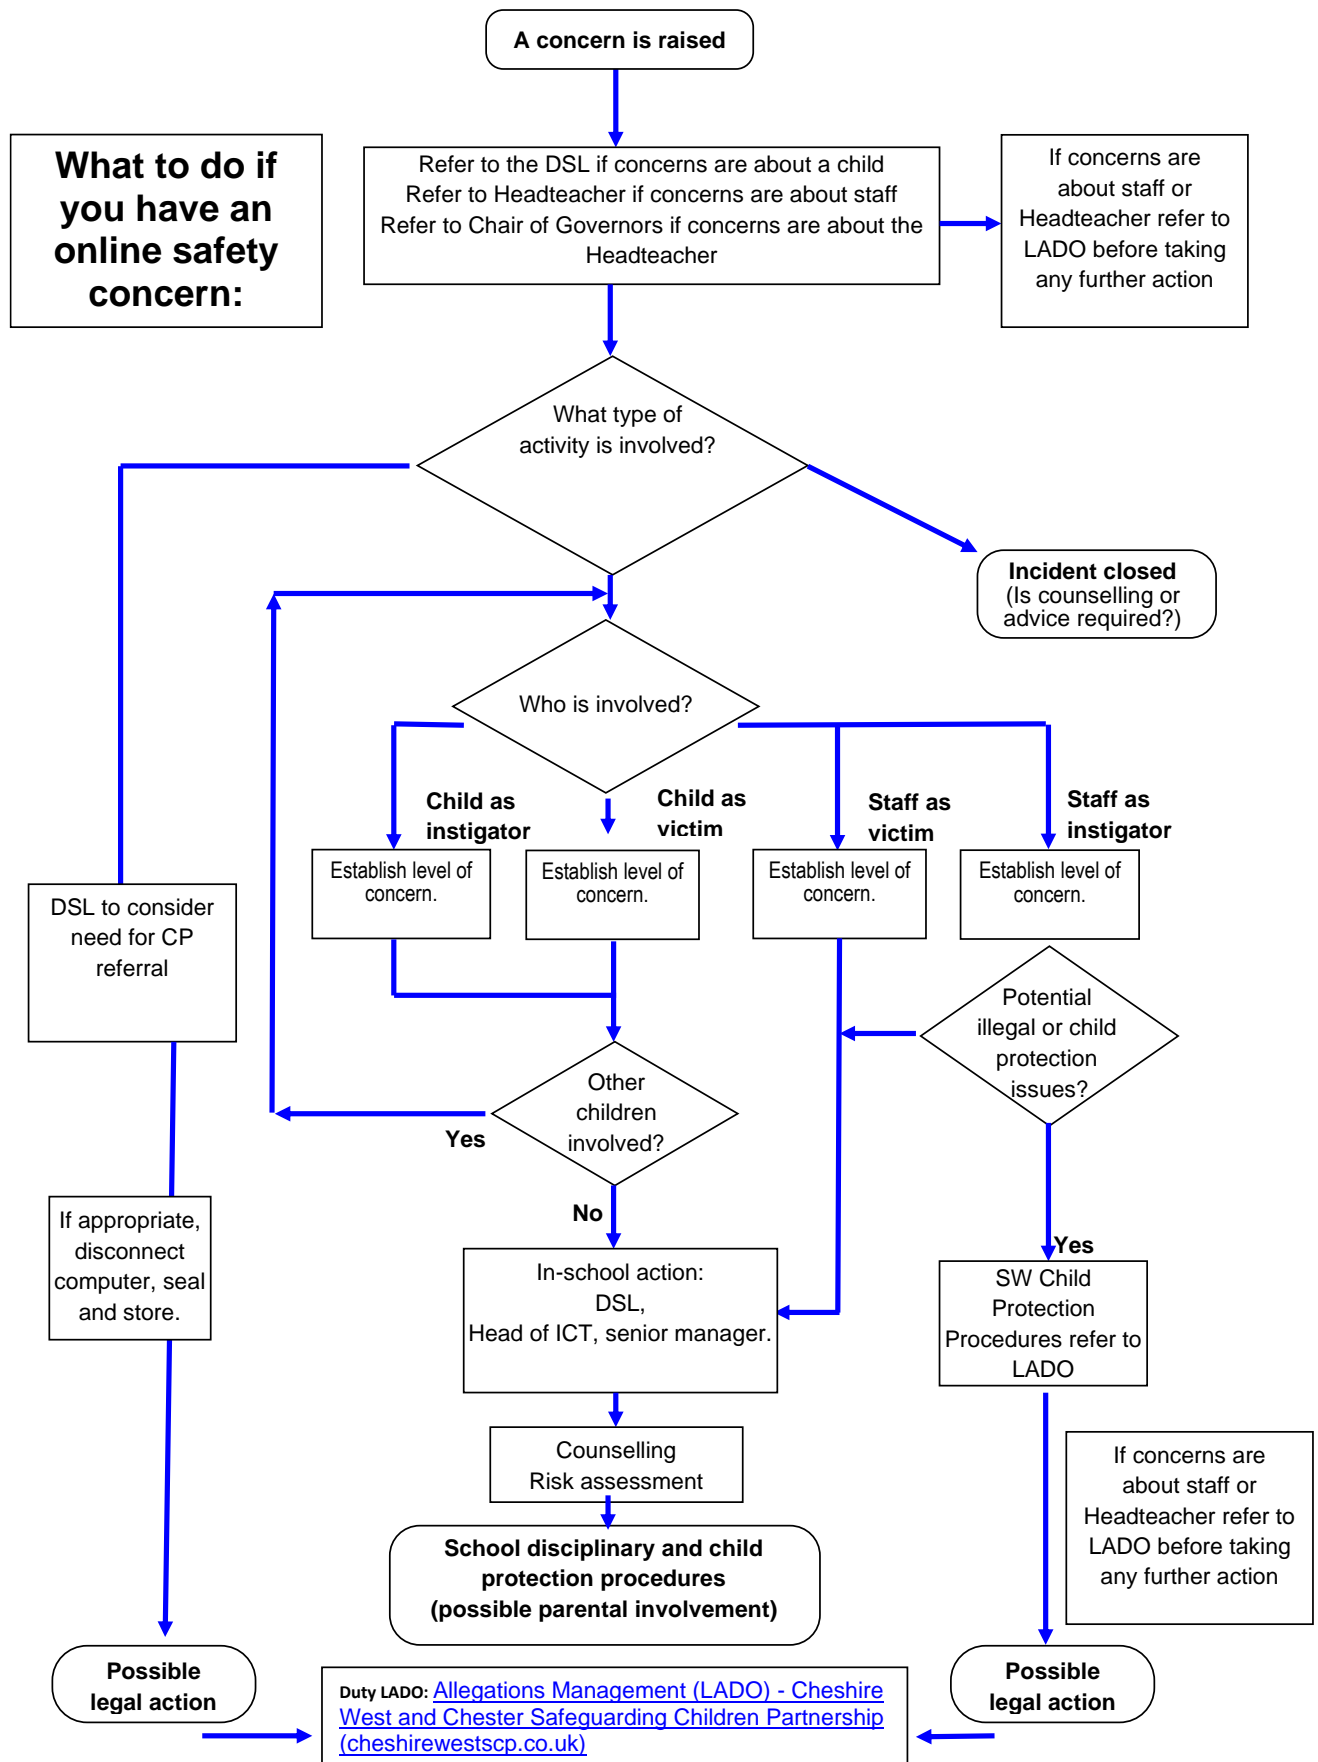 A concern is raised
What to do if
you have an
online safety
concern:
Refer to the DSL if concerns are about a child
Refer to Headteacher if concerns are about staff
Refer to Chair of Governors if concerns are about the
Headteacher
If concerns are
about staff or
Headteacher refer to
LADO before taking
any further action
What type of
activity is involved?
Incident closed
(Is counselling or
advice required?)
Who is involved?
Child as
instigator
Child as
victim
Staff as
victim
Staff as
instigator
Establish level of
concern.
Establish level of
concern.
Establish level of
concern.
Establish level of
concern.
DSL to consider
need for CP
referral
Potential
illegal or child
protection
issues?
Other
children
involved?
Yes
No
If appropriate,
disconnect
computer, seal
and store.
In-school action:
DSL,
Head of ICT, senior manager.
Yes
SW Child
Protection
Procedures refer to
LADO
Counselling
Risk assessment
If concerns are
about staff or
Headteacher refer to
LADO before taking
any further action
School disciplinary and child
protection procedures
(possible parental involvement)
Possible
legal action
Possible
legal action
Duty LADO: Allegations Management (LADO) - Cheshire
West and Chester Safeguarding Children Partnership
(cheshirewestscp.co.uk)